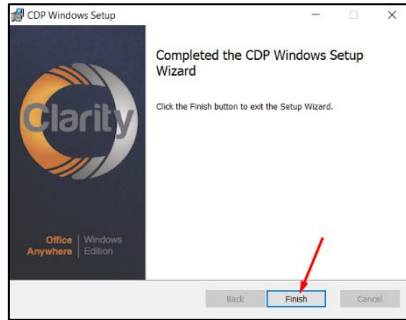 CDP Windows Setup
Completed the CDP Windows Setup
Wizard
Click the Finish button to exit the Setup Wizard.
Clarity
Office | Windows
Anywhere | Edition
Back Finish Cancel